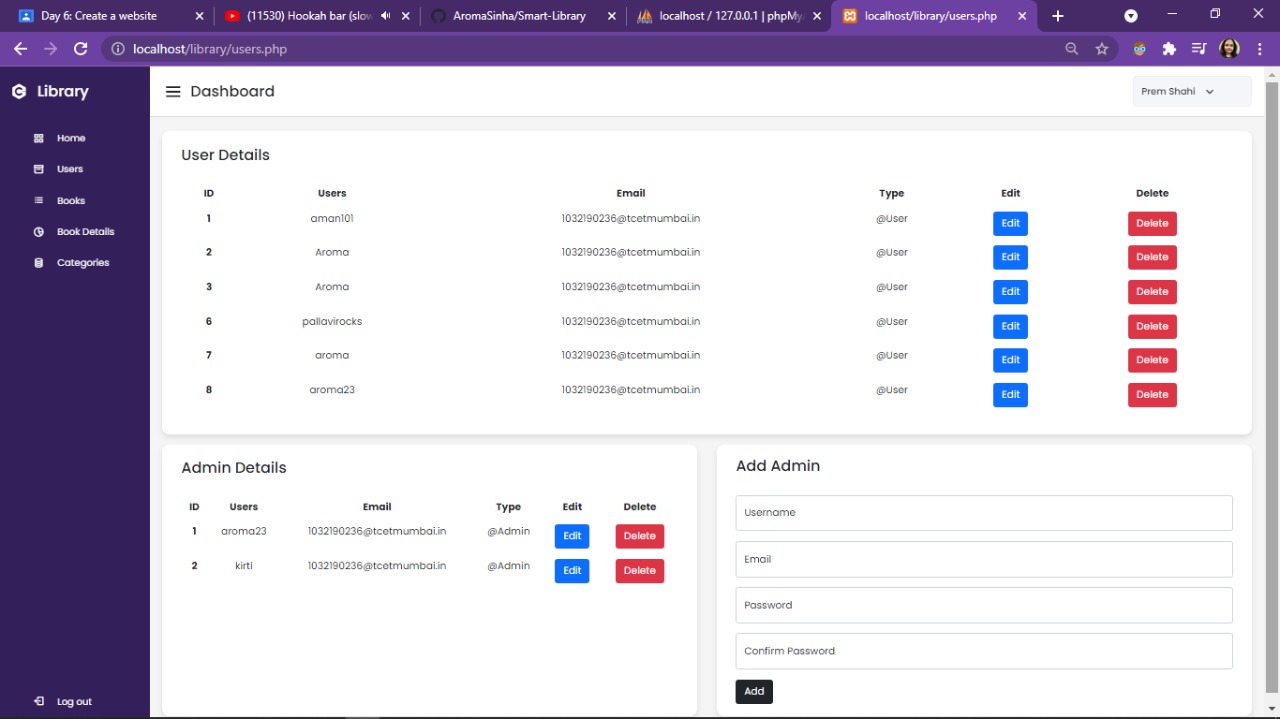 Day 6: Create a website
(11530) Hookah bar (slow
AromaSinha/Smart-Library
localhost / 127.0.0.1 | phpMyA
localhost/library/users.php
localhost/library/users.php
Library
Dashboard
Prem Shahi
Home
Users
Books
Book Details
Categories
Log out
User Details
ID Users Email Type Edit Delete
1 aman101 1032190236@tcetmumbai.in @User Edit Delete
2 Aroma 1032190236@tcetmumbai.in @User Edit Delete
3 Aroma 1032190236@tcetmumbai.in @User Edit Delete
6 pallavirocks 1032190236@tcetmumbai.in @User Edit Delete
7 aroma 1032190236@tcetmumbai.in @User Edit Delete
8 aroma23 1032190236@tcetmumbai.in @User Edit Delete
Admin Details
ID Users Email Type Edit Delete
1 aroma23 1032190236@tcetmumbai.in @Admin Edit Delete
2 kirti 1032190236@tcetmumbai.in @Admin Edit Delete
Add Admin
Username
Email
Password
Confirm Password
Add